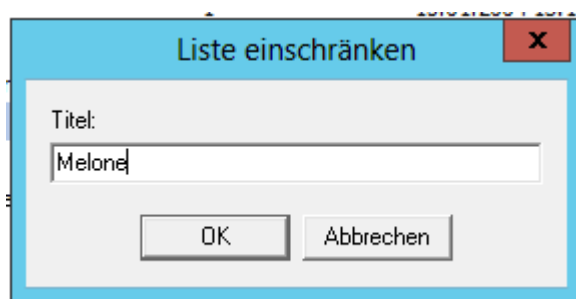 Liste einschränken
x
Titel:
Melone
OK
Abbrechen